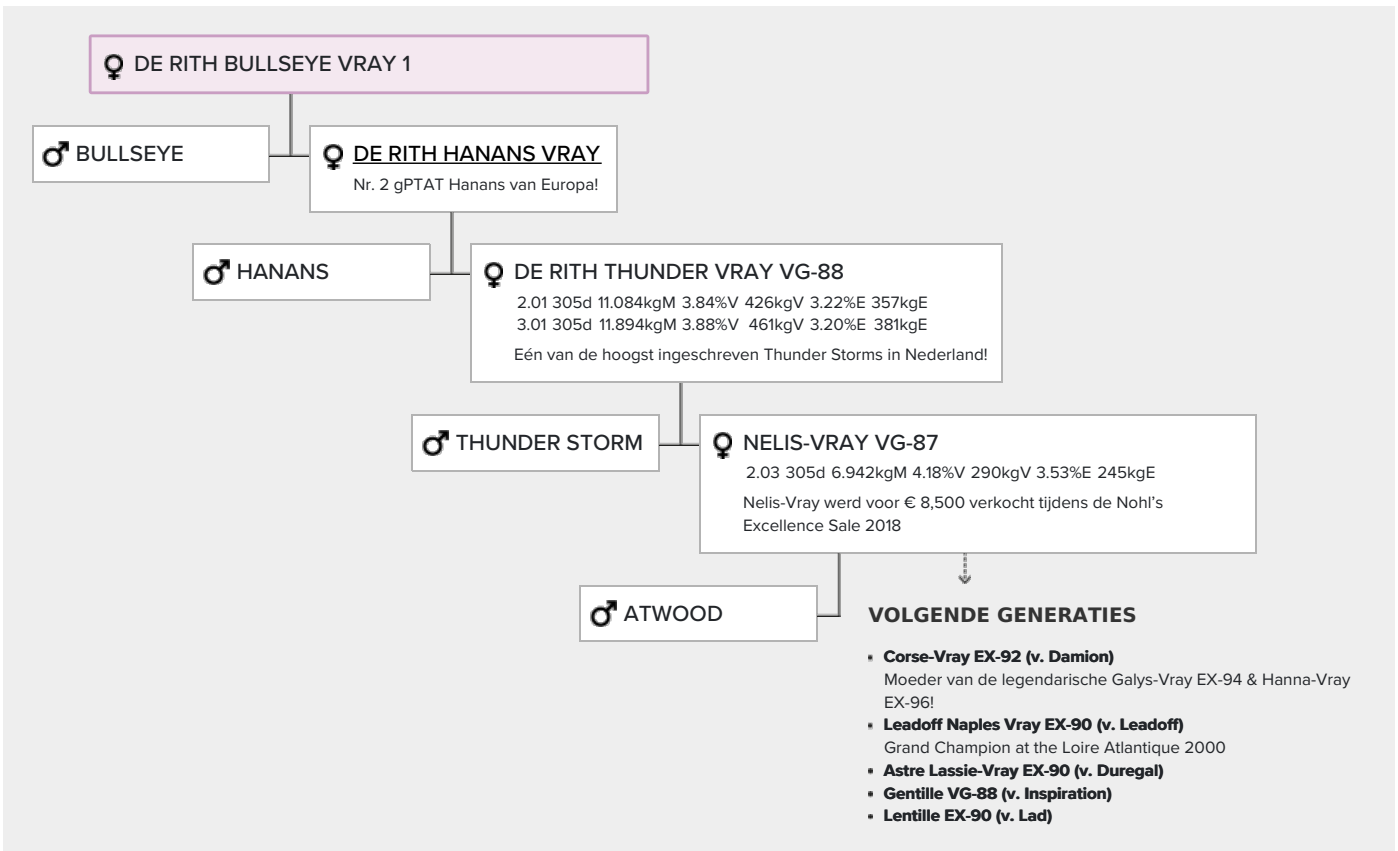 DE RITH BULLSEYE VRAY 1
BULLSEYE
DE RITH HANANS VRAY
Nr. 2 gPTAT Hanans van Europa!
HANANS
DE RITH THUNDER VRAY VG-88
2.01 305d 11.084kgM 3.84%V 426kgV 3.22%E 357kgE
3.01 305d 11.894kgM 3.88%V 461kgV 3.20%E 381kgE
Eén van de hoogst ingeschreven Thunder Storms in Nederland!
THUNDER STORM
NELIS-VRAY VG-87
2.03 305d 6.942kgM 4.18%V 290kgV 3.53%E 245kgE
Nelis-Vray werd voor € 8,500 verkocht tijdens de Nohl's
Excellence Sale 2018
ATWOOD
VOLGENDE GENERATIES
Corse-Vray EX-92 (v. Damion)
Moeder van de legendarische Galys-Vray EX-94 & Hanna-Vray
EX-96!
Leadoff Naples Vray EX-90 (v. Leadoff)
Grand Champion at the Loire Atlantique 2000
Astre Lassie-Vray EX-90 (v. Duregal)
Gentille VG-88 (v. Inspiration)
Lentille EX-90 (v. Lad)